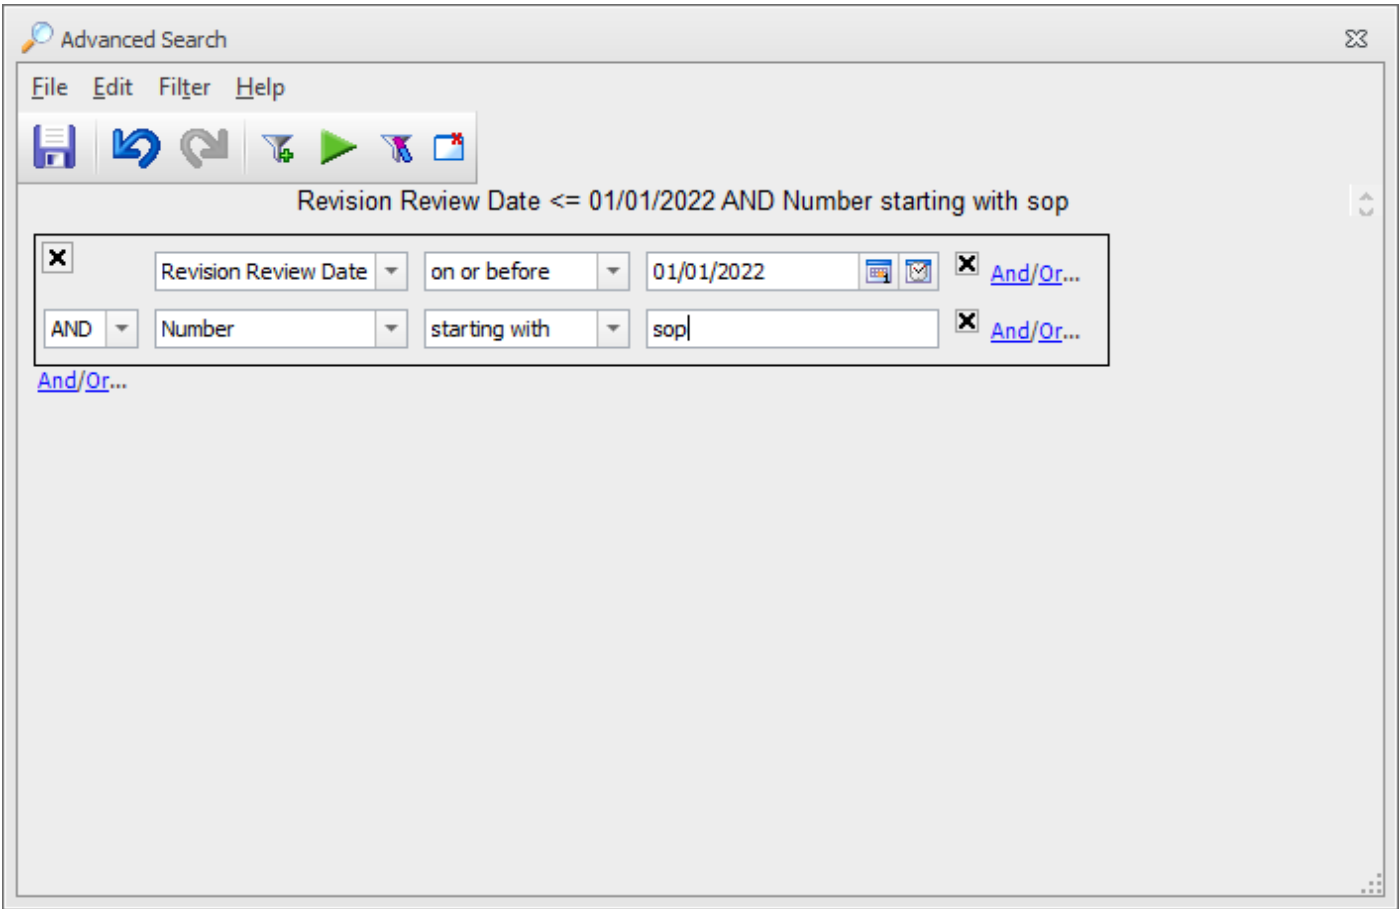 Advanced Search
File Edit Filter Help
Revision Review Date <= 01/01/2022 AND Number starting with sop
Revision Review Date on or before 01/01/2022 And/Or...
AND Number starting with sop And/Or...
And/Or...